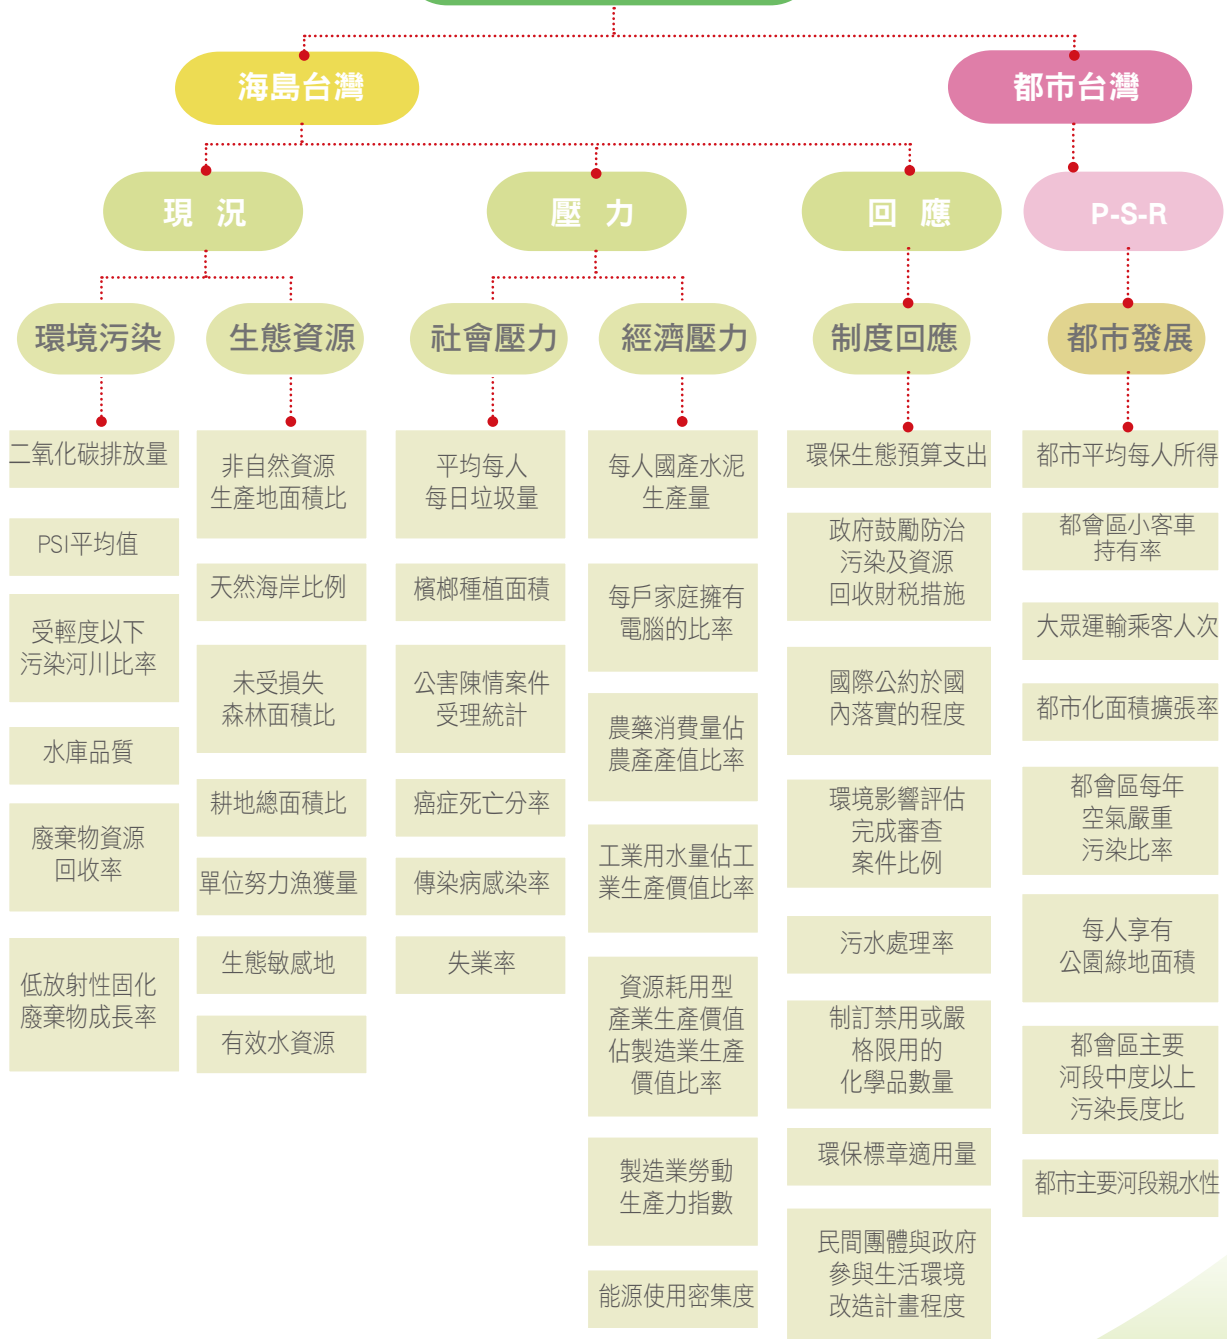 海島台灣
都市台灣
現 況
壓 力
回 應
P-S-R
環境污染
生態資源
社會壓力
經濟壓力
制度回應
都市發展
二氧化碳排放量
PSI平均值
受輕度以下
污染河川比率
水庫品質
廢棄物資源
回收率
低放射性固化
廢棄物成長率
非自然資源
生產地面積比
天然海岸比例
未受損失
森林面積比
耕地總面積比
單位努力漁獲量
生態敏感地
有效水資源
平均每人
每日垃圾量
檳榔種植面積
公害陳情案件
受理統計
癌症死亡分率
傳染病感染率
失業率
每人國產水泥
生產量
每戶家庭擁有
電腦的比率
農藥消費量佔
農產產值比率
工業用水量佔工
業生產價值比率
資源耗用型
產業生產價值
佔製造業生產
價值比率
製造業勞動
生產力指數
能源使用密集度
環保生態預算支出
政府鼓勵防治
污染及資源
回收財稅措施
國際公約於國
內落實的程度
環境影響評估
完成審查
案件比例
污水處理率
制訂禁用或嚴
格限用的
化學品數量
環保標章適用量
民間團體與政府
參與生活環境
改造計畫程度
都市平均每人所得
都會區小客車
持有率
大眾運輸乘客人次
都市化面積擴張率
都會區每年
空氣嚴重
污染比率
每人享有
公園綠地面積
都會區主要
河段中度以上
污染長度比
都市主要河段親水性